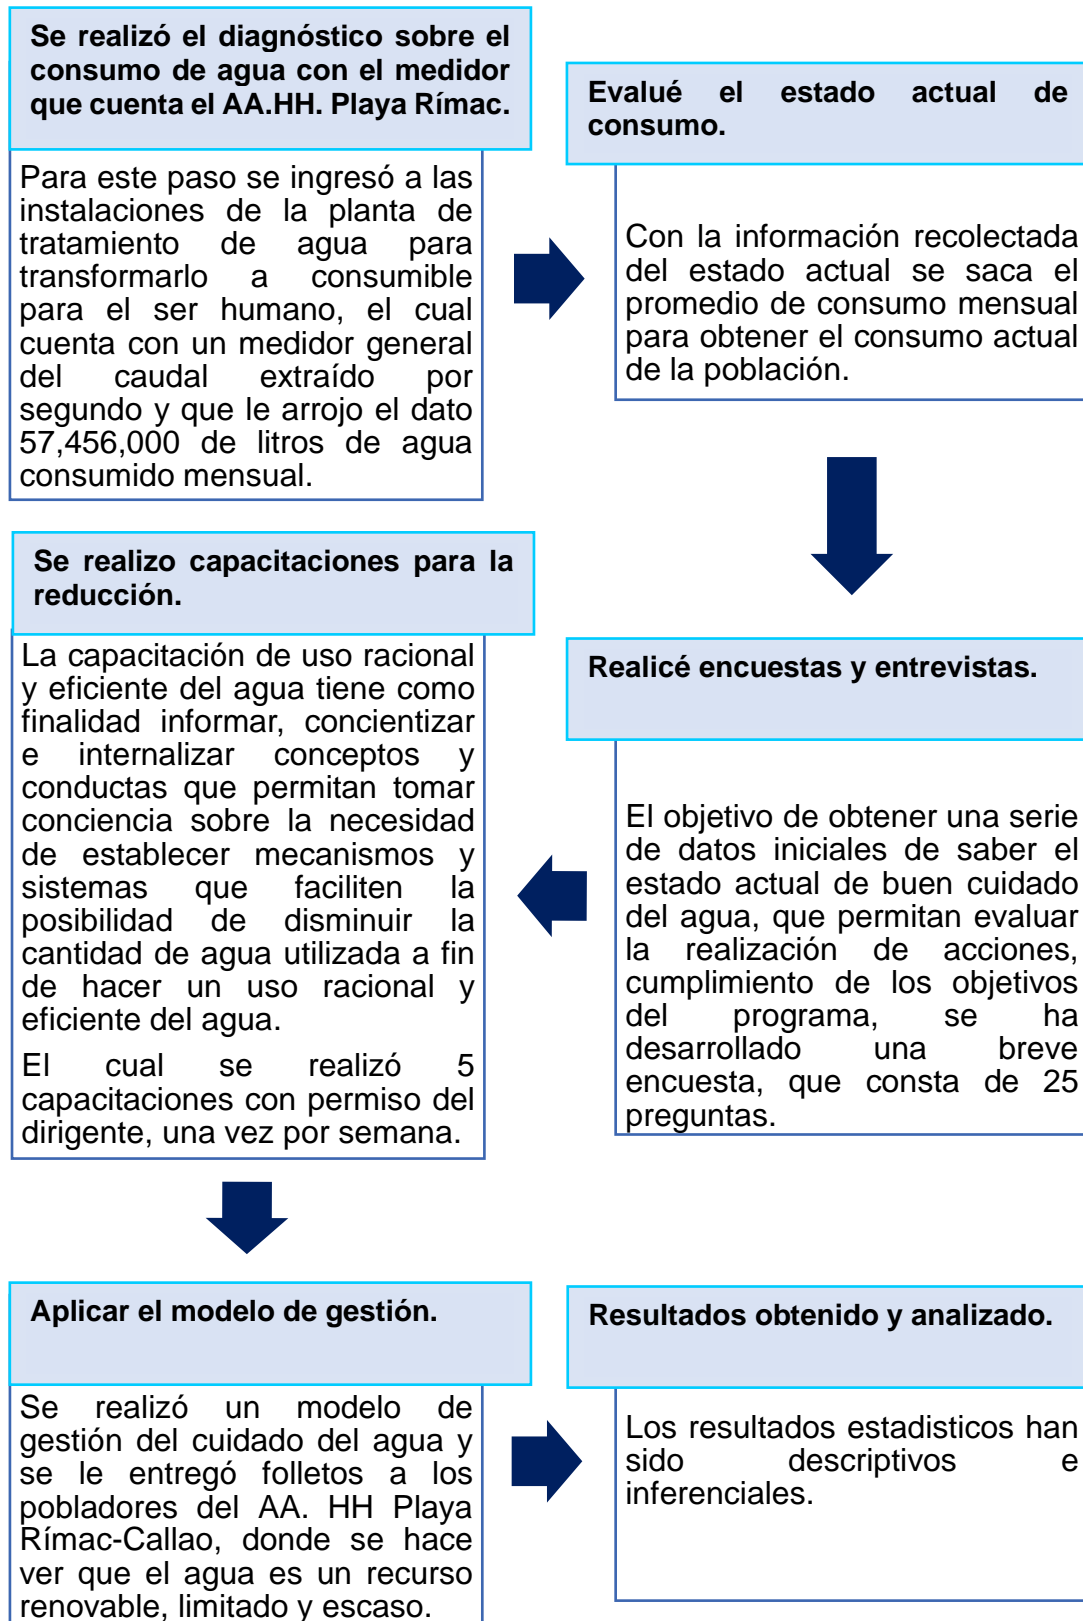 Se realizó el diagnóstico sobre el
consumo de agua con el medidor
que cuenta el AA.HH. Playa Rímac.
Para este paso se ingresó a las
instalaciones de la planta de
tratamiento de agua para
transformarlo a consumible
para el ser humano, el cual
cuenta con un medidor general
del caudal extraído por
segundo y que le arrojo el dato
57,456,000 de litros de agua
consumido mensual.
Evalué el estado actual de
consumo.
Con la información recolectada
del estado actual se saca el
promedio de consumo mensual
para obtener el consumo actual
de la población.
Realicé encuestas y entrevistas.
El objetivo de obtener una serie
de datos iniciales de saber el
estado actual de buen cuidado
del agua, que permitan evaluar
la realización de acciones,
cumplimiento de los objetivos
del programa, se ha
desarrollado una breve
encuesta, que consta de 25
preguntas.
Se realizo capacitaciones para la
reducción.
La capacitación de uso racional
y eficiente del agua tiene como
finalidad informar, concientizar
e internalizar conceptos y
conductas que permitan tomar
conciencia sobre la necesidad
de establecer mecanismos y
sistemas que faciliten la
posibilidad de disminuir la
cantidad de agua utilizada a fin
de hacer un uso racional y
eficiente del agua.
El cual se realizó 5
capacitaciones con permiso del
dirigente, una vez por semana.
Aplicar el modelo de gestión.
Se realizó un modelo de
gestión del cuidado del agua y
se le entregó folletos a los
pobladores del AA. HH Playa
Rímac-Callao, donde se hace
ver que el agua es un recurso
renovable, limitado y escaso.
Resultados obtenido y analizado.
Los resultados estadisticos han
sido descriptivos e
inferenciales.